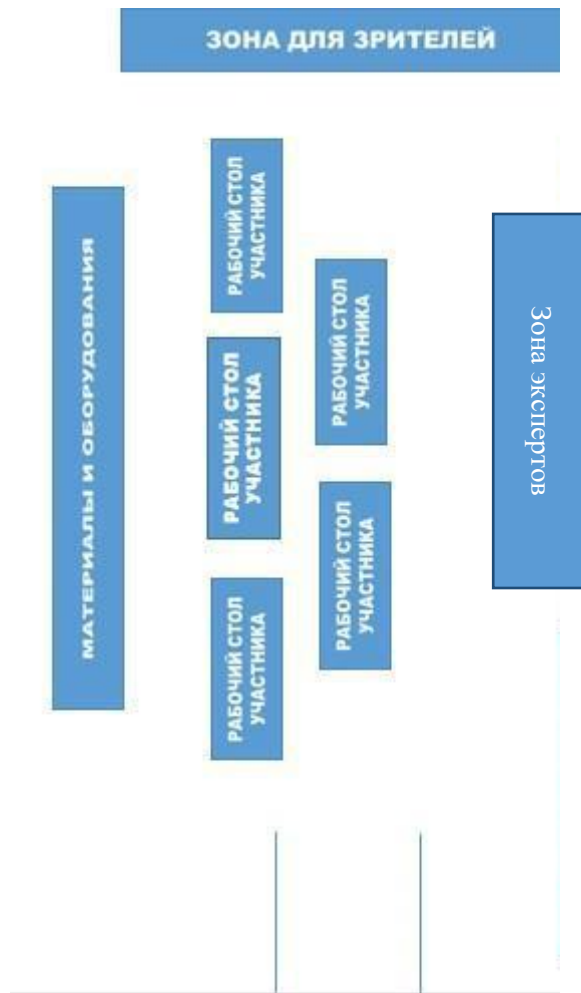 ЗОНА ДЛЯ ЗРИТЕЛЕЙ
МАТЕРИАЛЫ И ОБОРУДОВАНИЯ
РАБОЧИЙ СТОЛ
УЧАСТНИКА
РАБОЧИЙ СТОЛ
УЧАСТНИКА
РАБОЧИЙ СТОЛ
УЧАСТНИКА
РАБОЧИЙ СТОЛ
УЧАСТНИКА
РАБОЧИЙ СТОЛ
УЧАСТНИКА
Зона экспертов